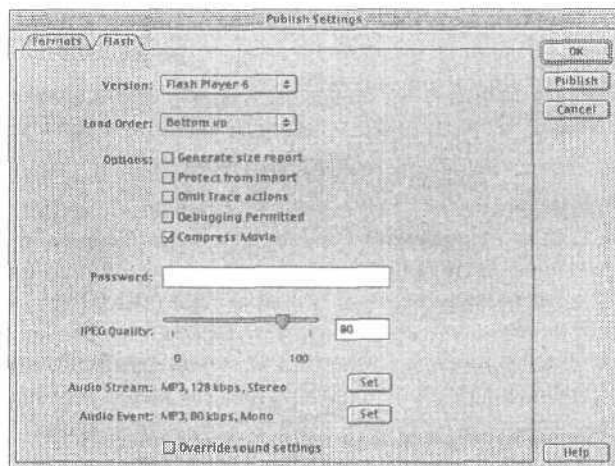 Publish Settings
Formats Flash
OK
Publish
Cancel
Version: Flash Player 6
Load Order: Bottom up
Options: Generate size report
Protect from import
Omit Trace actions
Debugging Permitted
Compress Movie
Password:
JPEG Quality: 80
0 100
Audio Stream: MP3, 128 kbps, Stereo Set
Audio Event: MP3, 80 kbps, Mono Set
Override sound settings
Help